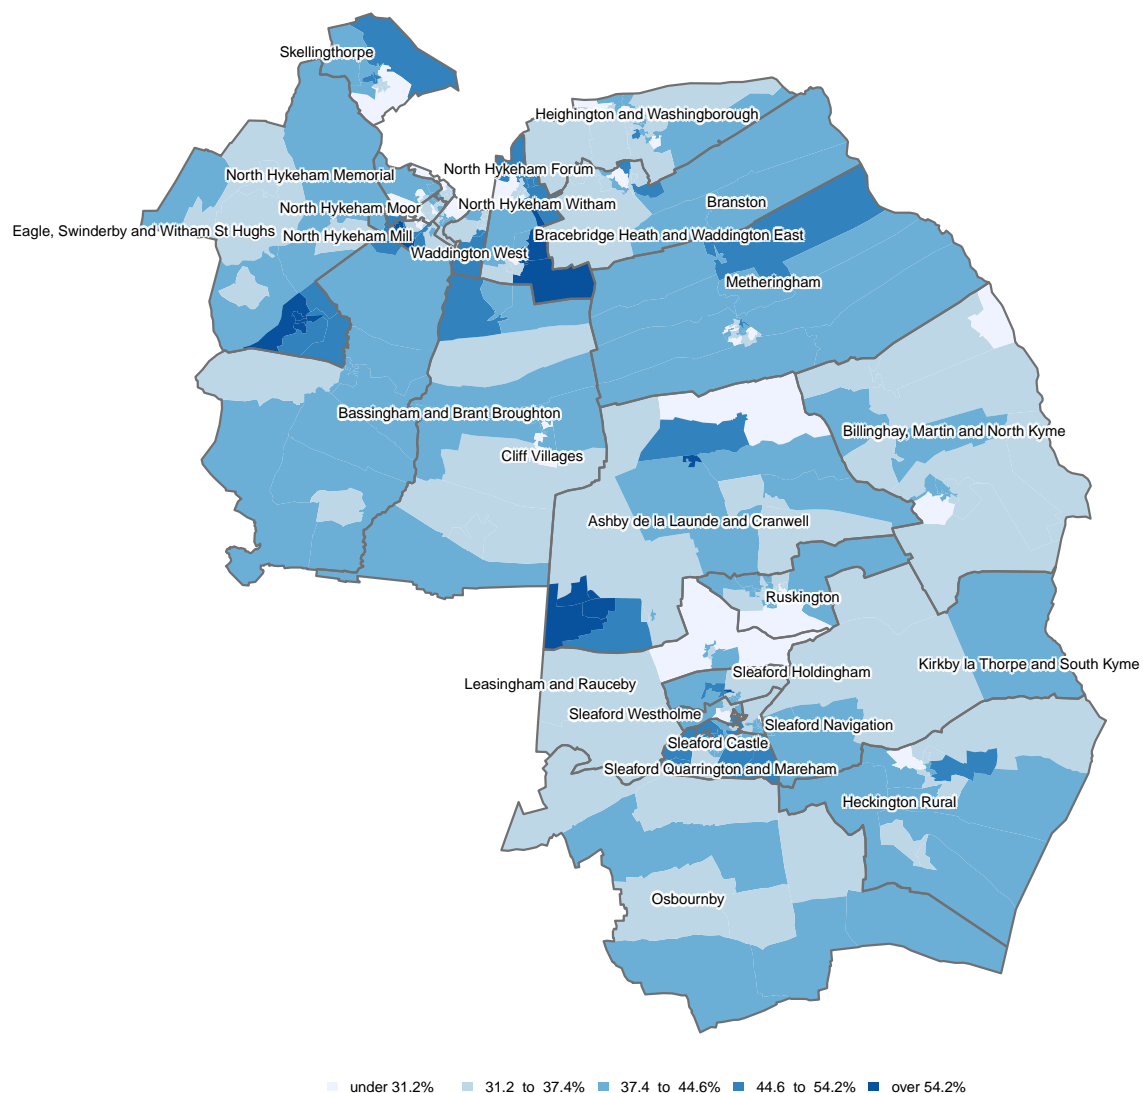 Skellingthorpe
Heighington and Washingborough
North Hykeham Forum
North Hykeham Memorial
Branston
North Hykeham Witham
North Hykeham Moor
Eagle, Swinderby and Witham St Hughs
North Hykeham Mill
Bracebridge Heath and Waddington East
Waddington West
Metheringham
Bassingham and Brant Broughton
Billinghay, Martin and North Kyme
Cliff Villages
Ashby de la Launde and Cranwell
Ruskington
Kirkby la Thorpe and South Kyme
Sleaford Holdingham
Leasingham and Rauceby
Sleaford Westholme
Sleaford Navigation
Sleaford Castle
Sleaford Quarrington and Mareham
Heckington Rural
Osbournby
under 31.2% 31.2 to 37.4% 37.4 to 44.6% 44.6 to 54.2% over 54.2%